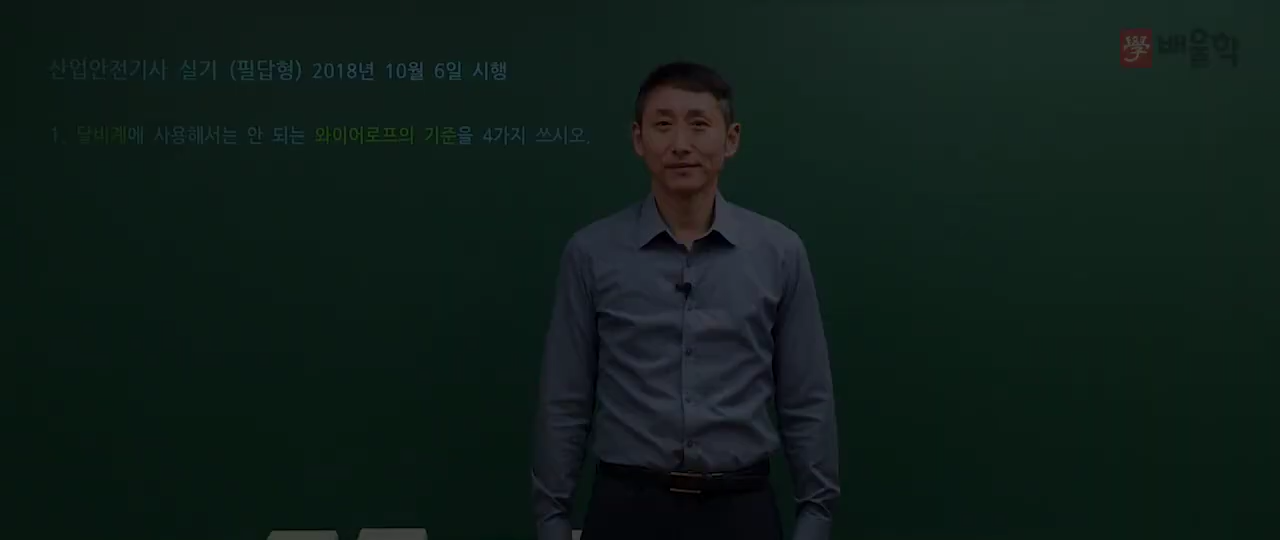 배울학
산업안전기사 실기 (필답형) 2018년 10월 6일 시행
1. 달비계에 사용해서는 안 되는 와이어로프의 기준을 4가지 쓰시오.